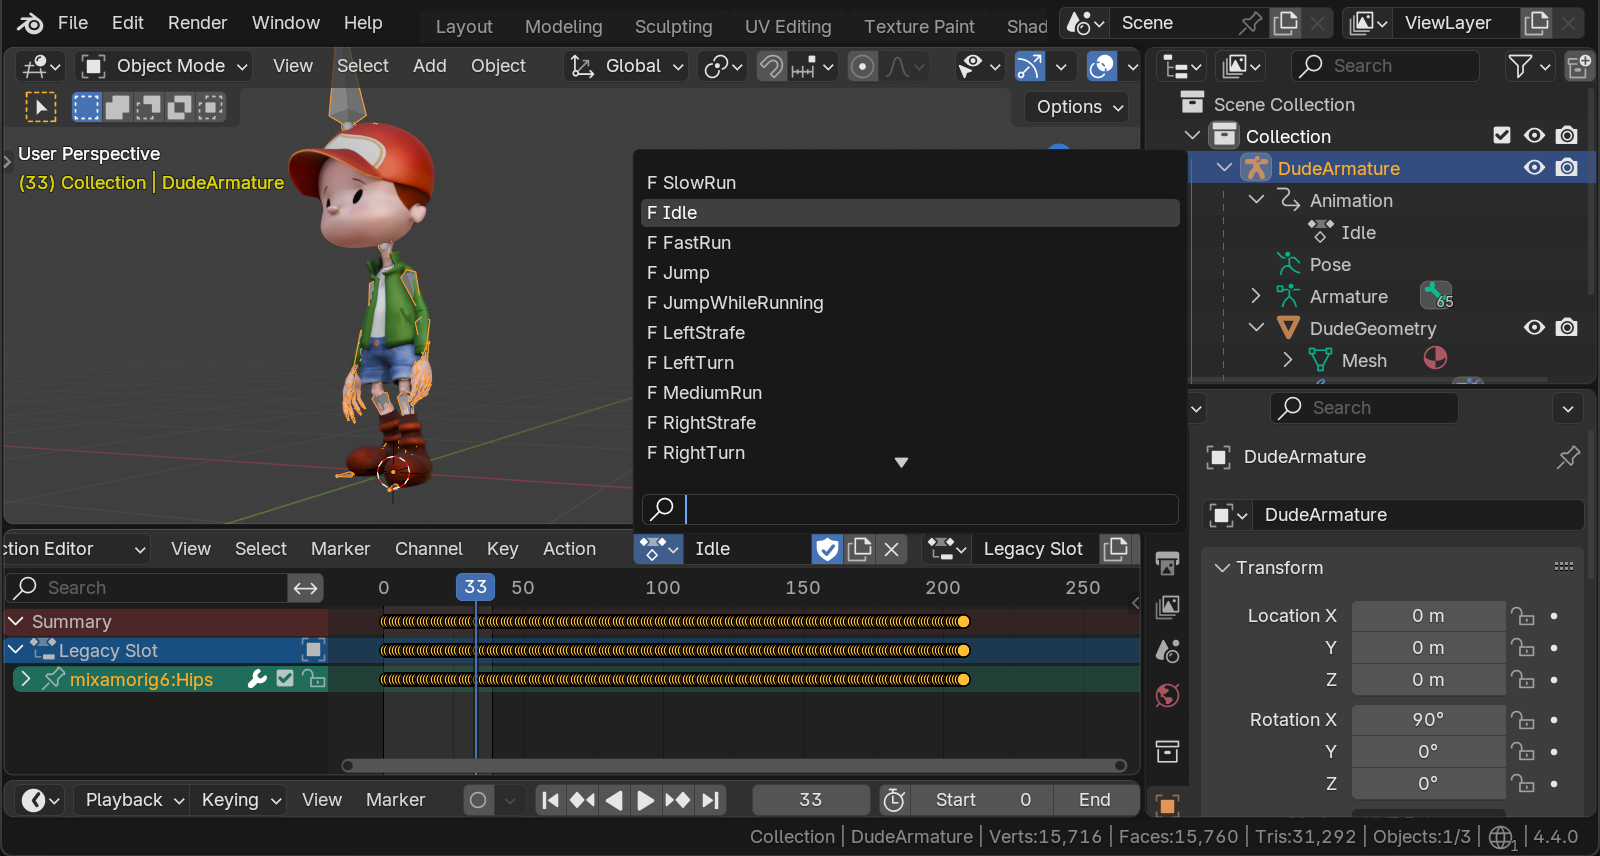 File Edit Render Window Help Layout Modeling Sculpting UV Editing Texture Paint Shad Scene ViewLayer
Object Mode View Select Add Object Global Search
Options
User Perspective
(33) Collection | DudeArmature
F SlowRun
F Idle
F FastRun
F Jump
F JumpWhileRunning
F LeftStrafe
F LeftTurn
F MediumRun
F RightStrafe
F RightTurn
Scene Collection
Collection
DudeArmature
Animation
Idle
Pose
Armature 65
DudeGeometry
Mesh
Search
DudeArmature
DudeArmature
Transform
Location X 0 m
Y 0 m
Z 0 m
Rotation X 90°
Y 0°
Z 0°
ction Editor View Select Marker Channel Key Action Idle Legacy Slot
Search 0 33 50 100 150 200 250
Summary
Legacy Slot
mixamorig6:Hips
Playback Keying View Marker 33 Start 0 End
Collection | DudeArmature | Verts:15,716 | Faces:15,760 | Tris:31,292 | Objects:1/3 | 1 | 4.4.0